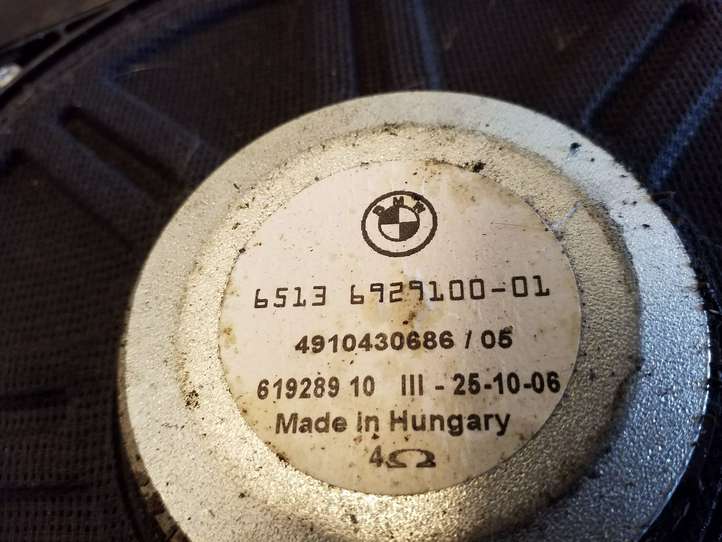 BMW
6513 6929100-01
4910430686 / 05
619289 10 III - 25-10-06
Made in Hungary
4Ω